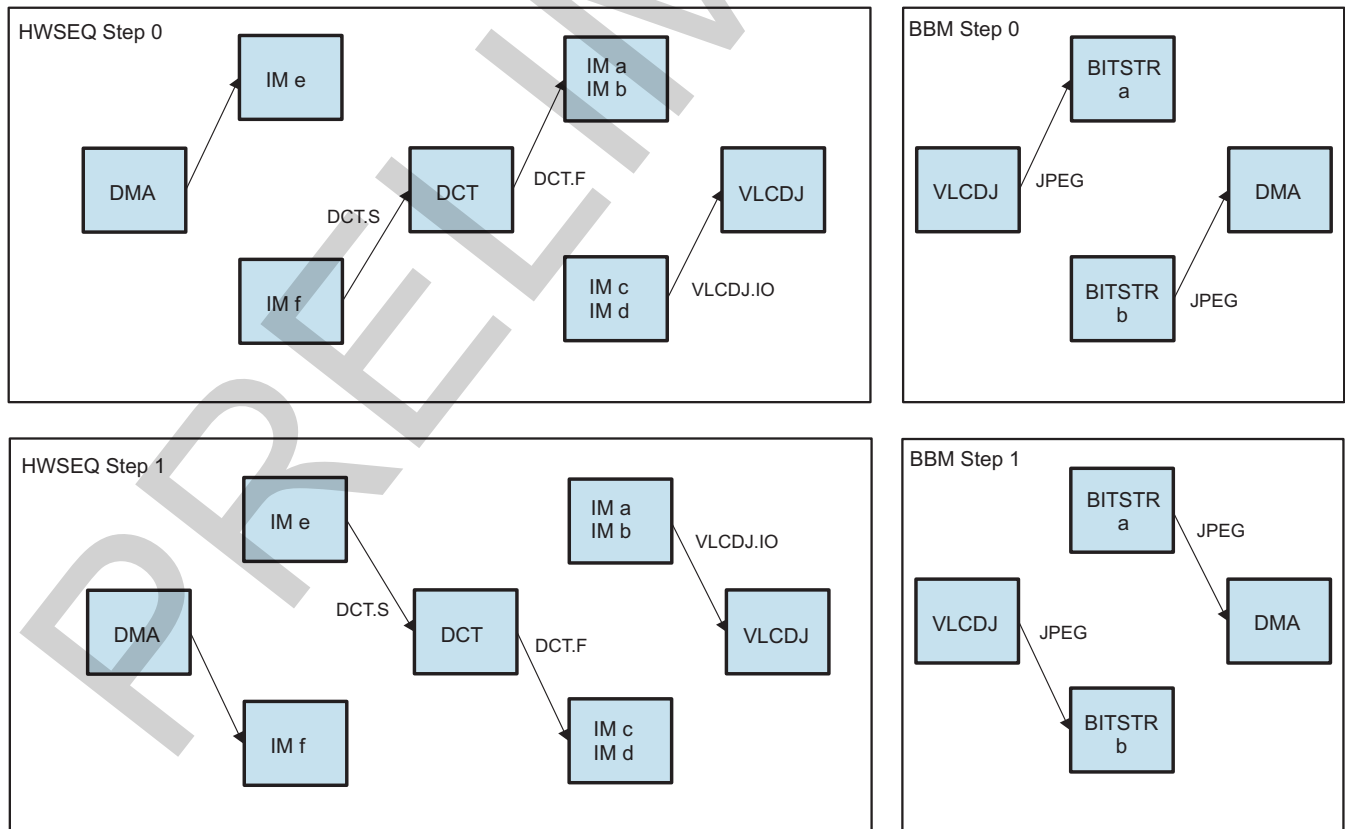 HWSEQ Step 0
IM e
IM a
IM b
DMA
DCT
DCT.F
VLCDJ
DCT.S
IM f
IM c
IM d
VLCDJ.IO
BBM Step 0
BITSTR
a
VLCDJ
JPEG
DMA
BITSTR
b
JPEG
HWSEQ Step 1
IM e
IM a
IM b
VLCDJ.IO
DCT.S
DMA
DCT
DCT.F
VLCDJ
IM f
IM c
IM d
BBM Step 1
BITSTR
a
JPEG
VLCDJ
JPEG
DMA
BITSTR
b
PRELIM